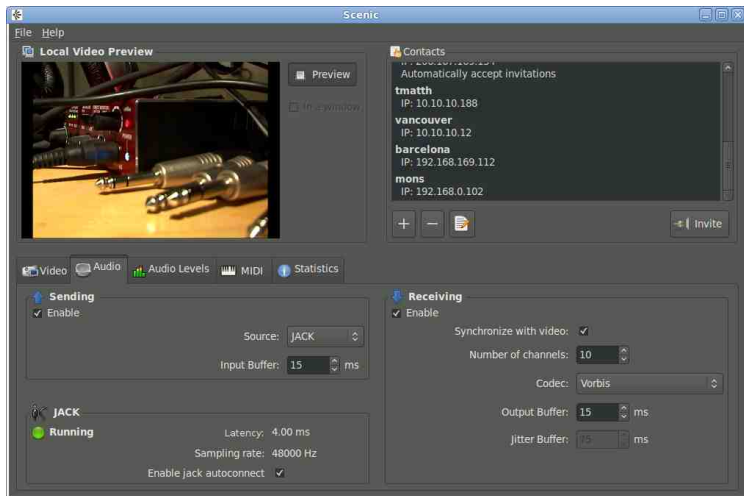 Scenic
File Help
Local Video Preview
Preview
In a window
Contacts
Automatically accept invitations
tmatth
IP: 10.10.10.188
vancouver
IP: 10.10.10.12
barcelona
IP: 192.168.169.112
mons
IP: 192.168.0.102
Invite
Video Audio Audio Levels MIDI Statistics
Sending
Enable
Source: JACK
Input Buffer: 15 ms
JACK
Running
Latency: 4.00 ms
Sampling rate: 48000 Hz
Enable jack autoconnect
Receiving
Enable
Synchronize with video:
Number of channels: 10
Codec: Vorbis
Output Buffer: 15 ms
Jitter Buffer: 75 ms